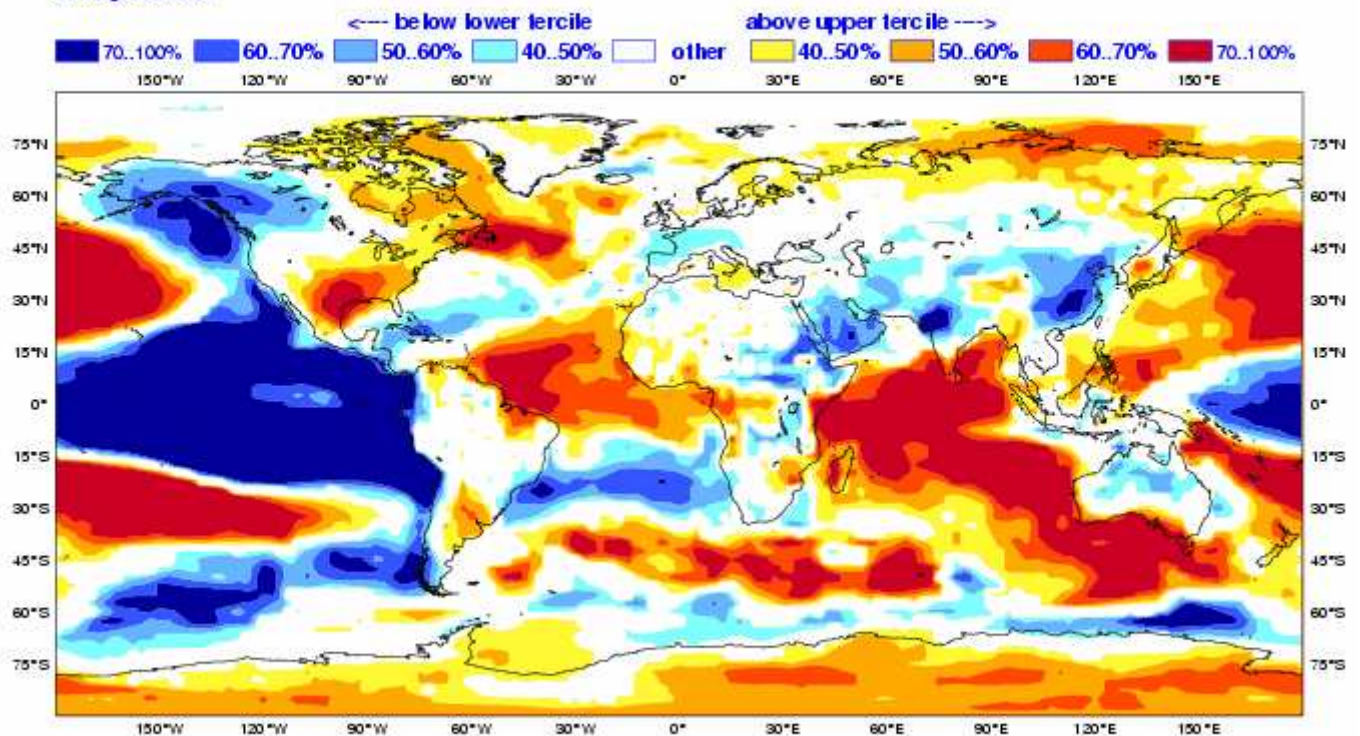 <---- below lower tercile above upper tercile ---->
70..100% 60..70% 50..60% 40..50% other 40..50% 50..60% 60..70% 70..100%
150°W 120°W 90°W 60°W 30°W 0° 30°E 60°E 90°E 120°E 150°E
75°N 75°N
60°N 60°N
45°N 45°N
30°N 30°N
15°N 15°N
0° 0°
15°S 15°S
30°S 30°S
45°S 45°S
60°S 60°S
75°S 75°S
150°W 120°W 90°W 60°W 30°W 0° 30°E 60°E 90°E 120°E 150°E